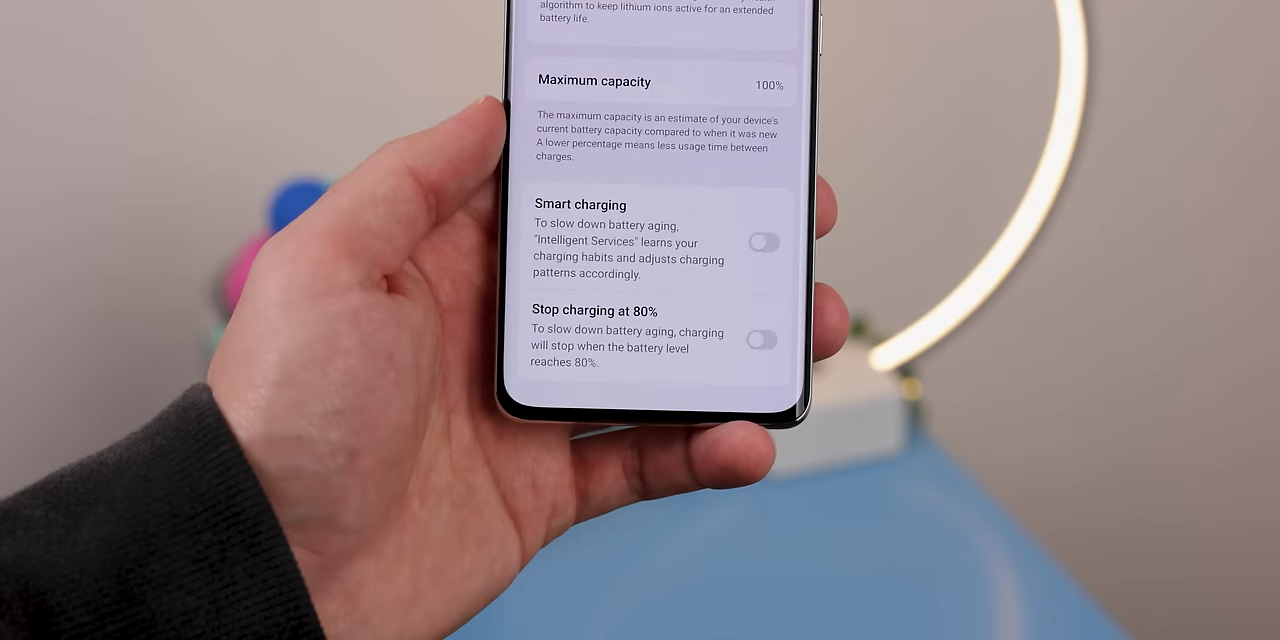 algorithm to keep lithium ions active for an extended
battery life.
Maximum capacity 100%
The maximum capacity is an estimate of your device's
current battery capacity compared to when it was new.
A lower percentage means less usage time between
charges.
Smart charging
To slow down battery aging,
"Intelligent Services" learns your
charging habits and adjusts charging
patterns accordingly.
Stop charging at 80%
To slow down battery aging, charging
will stop when the battery level
reaches 80%.